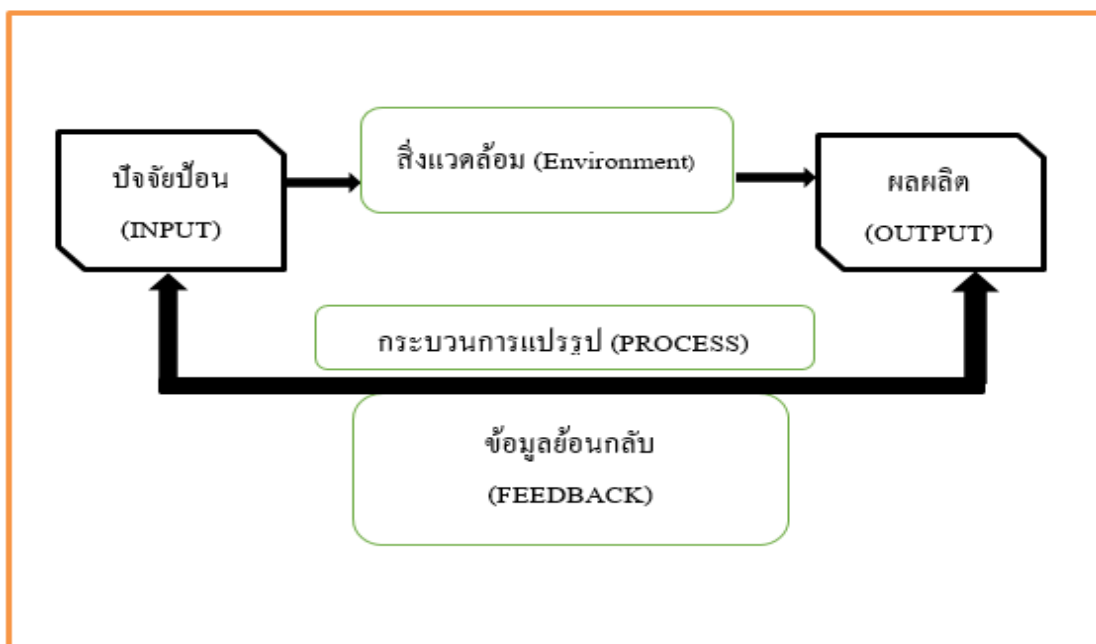 ปัจจัยป้อน
(INPUT)
สิ่งแวดล้อม (Environment)
ผลผลิต
(OUTPUT)
กระบวนการแปรรูป (PROCESS)
ข้อมูลย้อนกลับ
(FEEDBACK)